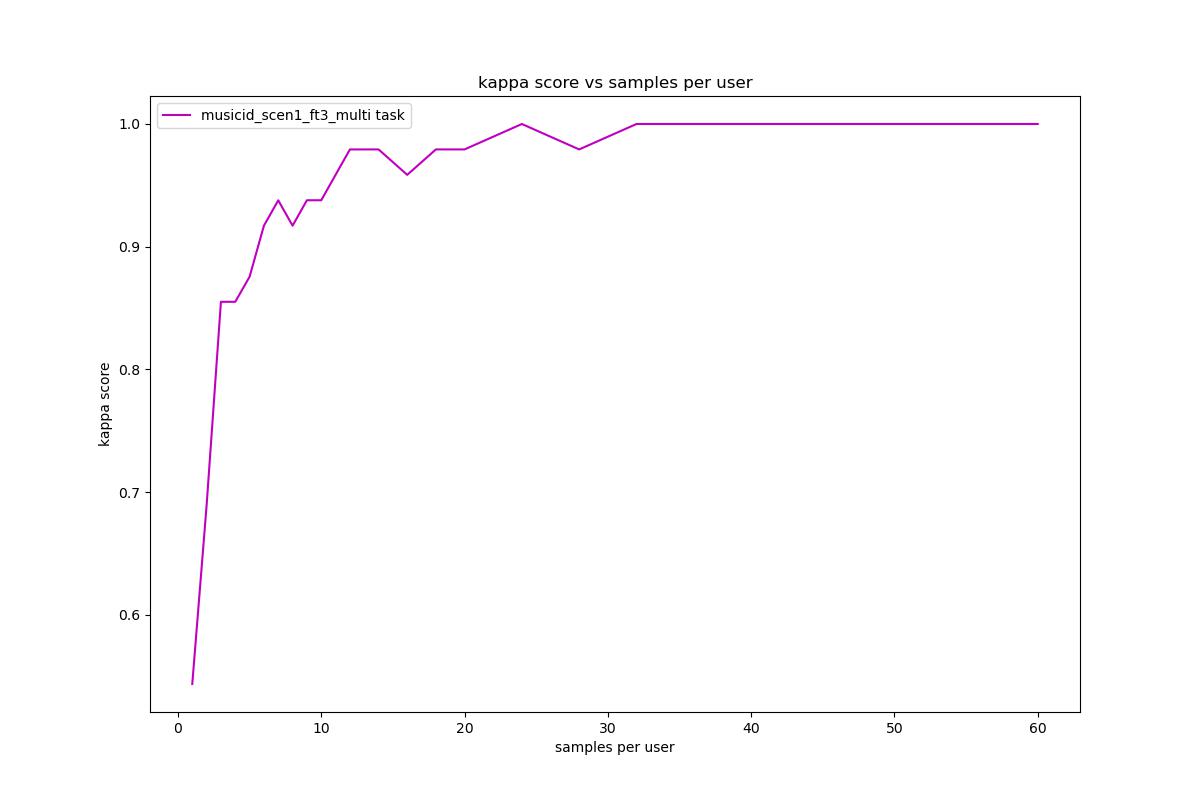 kappa score vs samples per user
musicid_scen1_ft3_multi task
1.0
0.9
0.8
0.7
0.6
kappa score
0 10 20 30 40 50 60
samples per user